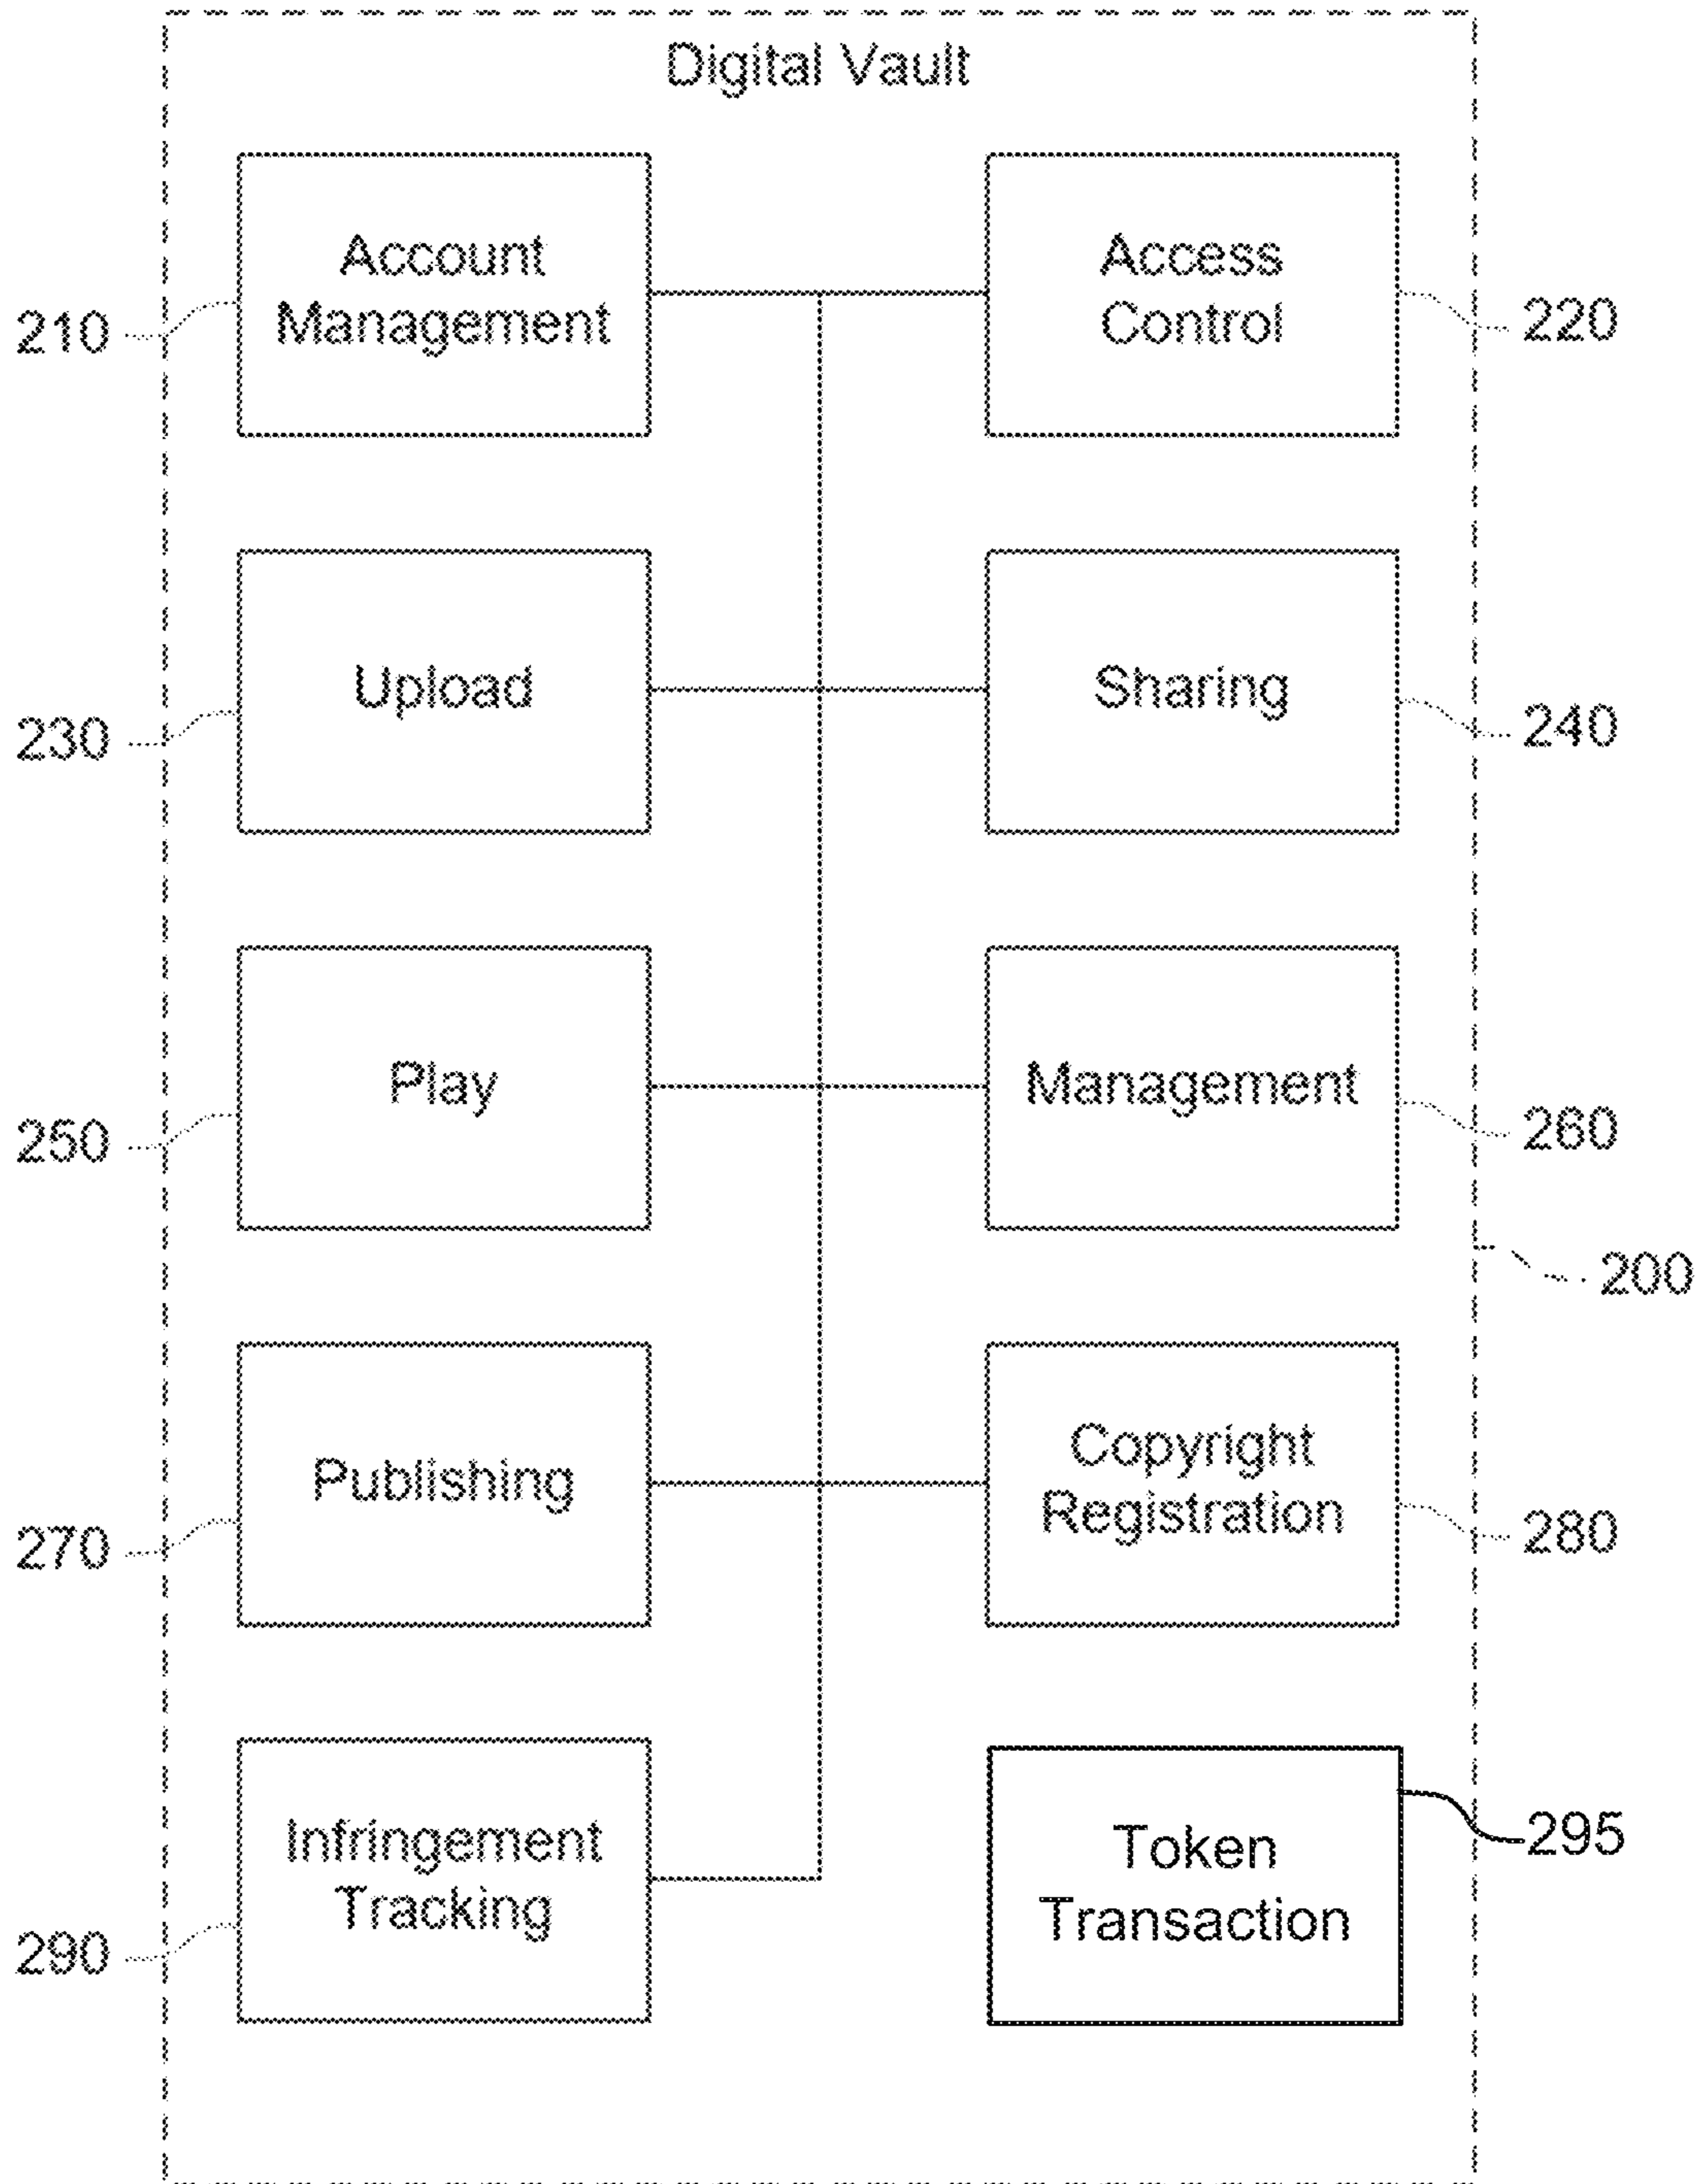 Digital Vault
Account
Management
Access
Control
210
220
Upload
Sharing
230
240
Play
Management
250
260
200
Publishing
Copyright
Registration
270
280
Infringement
Tracking
Token
Transaction
295
290